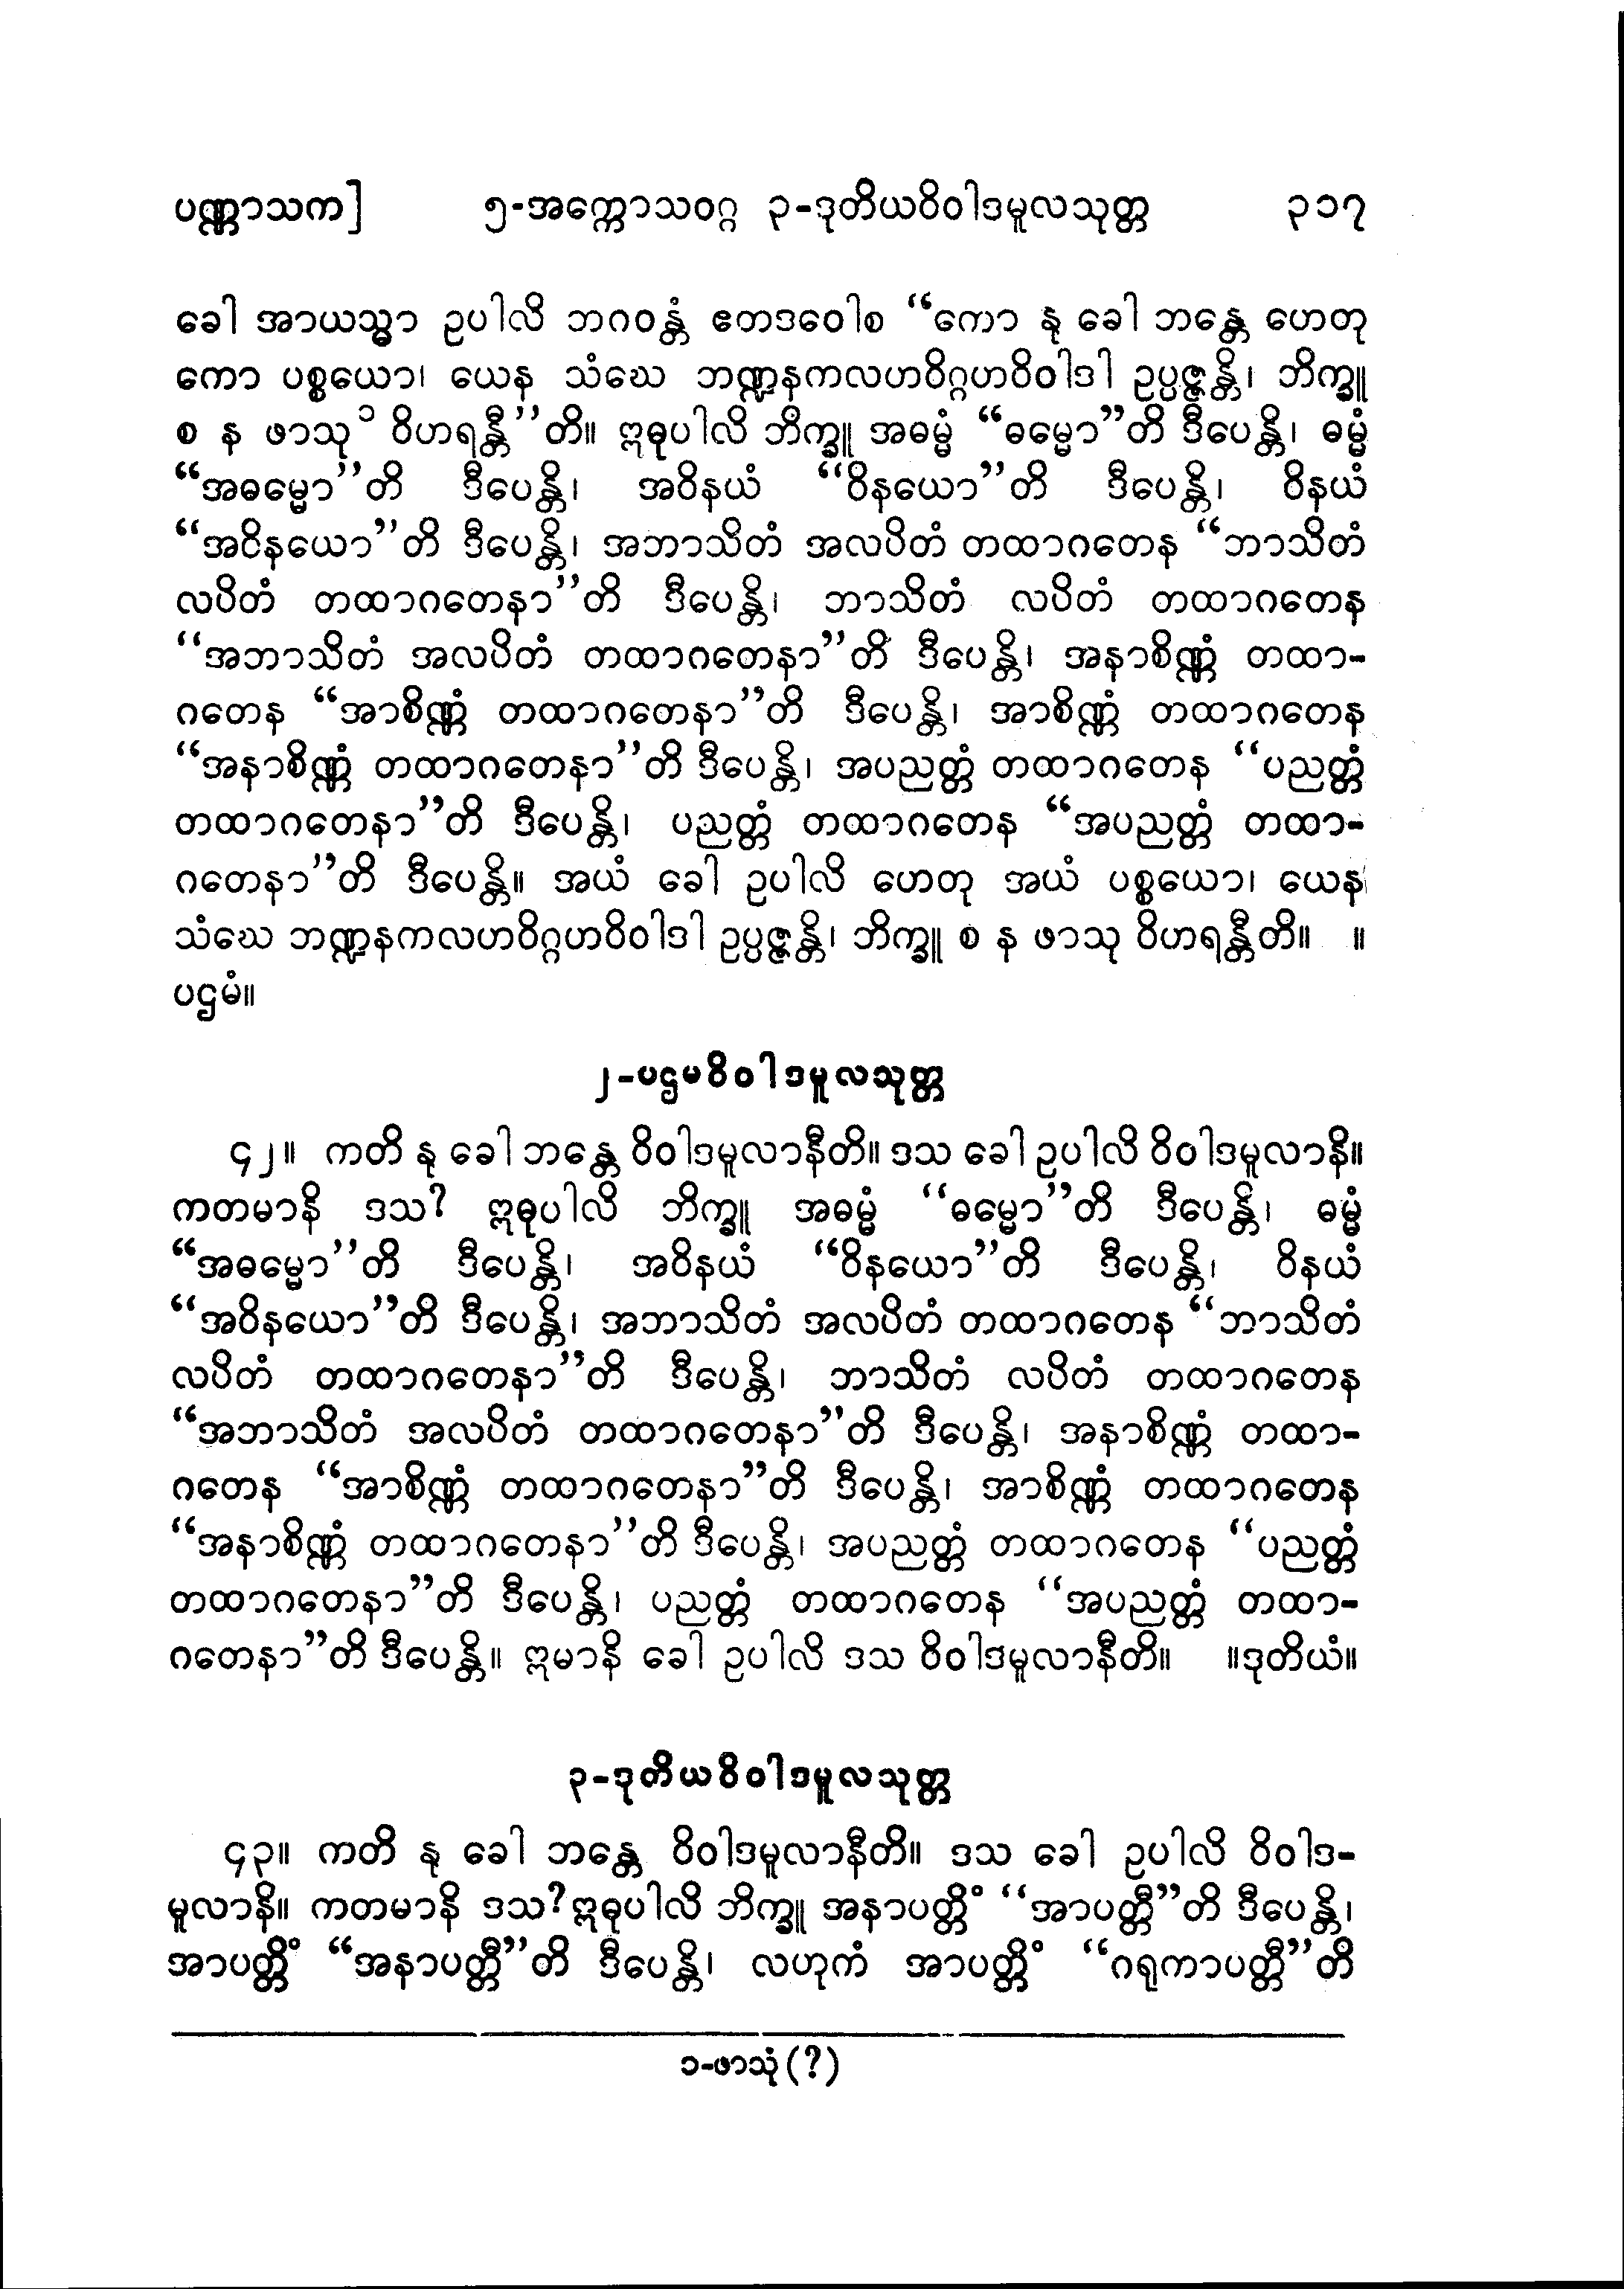 ပဏ္ဏာသက] ၅-အက္ကောသဝဂ္ဂ ၃-ဒုတိယဝိဝါဒမူလသုတ္တ ၃၁၇
ခေါ အာယသ္မာ ဥပါလိ ဘဂဝန္တံ ဧတဒဝေါစ “ကော နု ခေါ ဘန္တေ ဟေတု
ကော ပစ္စယော၊ ယေန သံဃေ ဘဏ္ဍနကလဟဝိဂ္ဂဟဝိဝါဒါ ဥပ္ပဇ္ဇန္တိ၊ ဘိက္ခူ
စ န ဖာသု ၁ ဝိဟရန္တီ”တိ။ ဣဓုပါလိ ဘိက္ခူ အဓမ္မံ “ဓမ္မော”တိ ဒီပေန္တိ၊ ဓမ္မံ
“အဓမ္မော”တိ ဒီပေန္တိ၊ အဝိနယံ “ဝိနယော”တိ ဒီပေန္တိ၊ ဝိနယံ
“အဝိနယော”တိ ဒီပေန္တိ၊ အဘာသိတံ အလပိတံ တထာဂတေန “ဘာသိတံ
လပိတံ တထာဂတေနာ”တိ ဒီပေန္တိ၊ ဘာသိတံ လပိတံ တထာဂတေန
“အဘာသိတံ အလပိတံ တထာဂတေနာ”တိ ဒီပေန္တိ၊ အနာစိဏ္ဏံ တထာ-
ဂတေန “အာစိဏ္ဏံ တထာဂတေနာ”တိ ဒီပေန္တိ၊ အာစိဏ္ဏံ တထာဂတေန
“အနာစိဏ္ဏံ တထာဂတေနာ”တိ ဒီပေန္တိ၊ အပညတ္တံ တထာဂတေန “ပညတ္တံ
တထာဂတေနာ”တိ ဒီပေန္တိ၊ ပညတ္တံ တထာဂတေန “အပညတ္တံ တထာ-
ဂတေနာ”တိ ဒီပေန္တိ။ အယံ ခေါ ဥပါလိ ဟေတု အယံ ပစ္စယော၊ ယေန
သံဃေ ဘဏ္ဍနကလဟဝိဂ္ဂဟဝိဝါဒါ ဥပ္ပဇ္ဇန္တိ၊ ဘိက္ခူ စ န ဖာသု ဝိဟရန္တီတိ။ ။
ပဌမံ။
၂-ပဌမဝိဝါဒမူလသုတ္တ
၄၂။ ကတိ နု ခေါ ဘန္တေ ဝိဝါဒမူလာနီတိ။ ဒသ ခေါ ဥပါလိ ဝိဝါဒမူလာနိ။
ကတမာနိ ဒသ? ဣဓုပါလိ ဘိက္ခူ အဓမ္မံ “ဓမ္မော”တိ ဒီပေန္တိ၊ ဓမ္မံ
“အဓမ္မော”တိ ဒီပေန္တိ၊ အဝိနယံ “ဝိနယော”တိ ဒီပေန္တိ၊ ဝိနယံ
“အဝိနယော”တိ ဒီပေန္တိ၊ အဘာသိတံ အလပိတံ တထာဂတေန “ဘာသိတံ
လပိတံ တထာဂတေနာ”တိ ဒီပေန္တိ၊ ဘာသိတံ လပိတံ တထာဂတေန
“အဘာသိတံ အလပိတံ တထာဂတေနာ”တိ ဒီပေန္တိ၊ အနာစိဏ္ဏံ တထာ-
ဂတေန “အာစိဏ္ဏံ တထာဂတေနာ”တိ ဒီပေန္တိ၊ အာစိဏ္ဏံ တထာဂတေန
“အနာစိဏ္ဏံ တထာဂတေနာ”တိ ဒီပေန္တိ၊ အပညတ္တံ တထာဂတေန “ပညတ္တံ
တထာဂတေနာ”တိ ဒီပေန္တိ၊ ပညတ္တံ တထာဂတေန “အပညတ္တံ တထာ-
ဂတေနာ”တိ ဒီပေန္တိ။ ဣမာနိ ခေါ ဥပါလိ ဒသ ဝိဝါဒမူလာနီတိ။ ။ဒုတိယံ။
၃-ဒုတိယဝိဝါဒမူလသုတ္တ
၄၃။ ကတိ နု ခေါ ဘန္တေ ဝိဝါဒမူလာနီတိ။ ဒသ ခေါ ဥပါလိ ဝိဝါဒ-
မူလာနိ။ ကတမာနိ ဒသ? ဣဓုပါလိ ဘိက္ခူ အနာပတ္တိံ “အာပတ္တီ”တိ ဒီပေန္တိ၊
အာပတ္တိံ “အနာပတ္တီ”တိ ဒီပေန္တိ၊ လဟုကံ အာပတ္တိံ “ဂရုကာပတ္တီ”တိ
၁-ဖာသုံ (?)